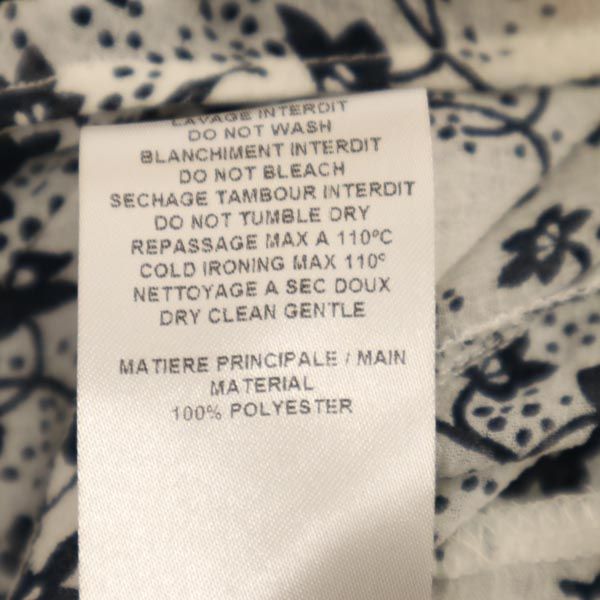 LAVAGE INTERDIT
DO NOT WASH
BLANCHIMENT INTERDIT
DO NOT BLEACH
SECHAGE TAMBOUR INTERDIT
DO NOT TUMBLE DRY
REPASSAGE MAX A 110°C
COLD IRONING MAX 110°
NETTOYAGE A SEC DOUX
DRY CLEAN GENTLE
MATIERE PRINCIPALE / MAIN
MATERIAL
100% POLYESTER